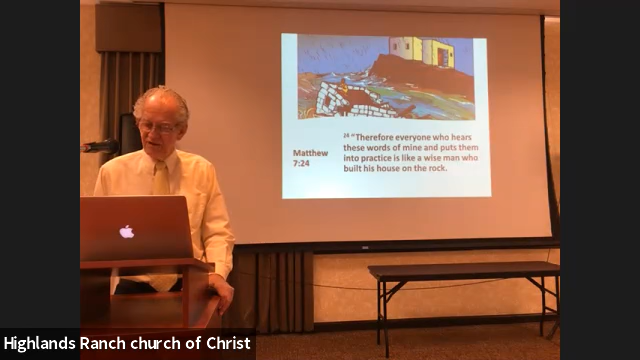 24 "Therefore everyone who hears
these words of mine and puts them
into practice is like a wise man who
built his house on the rock.
Matthew
7:24
Highlands Ranch church of Christ